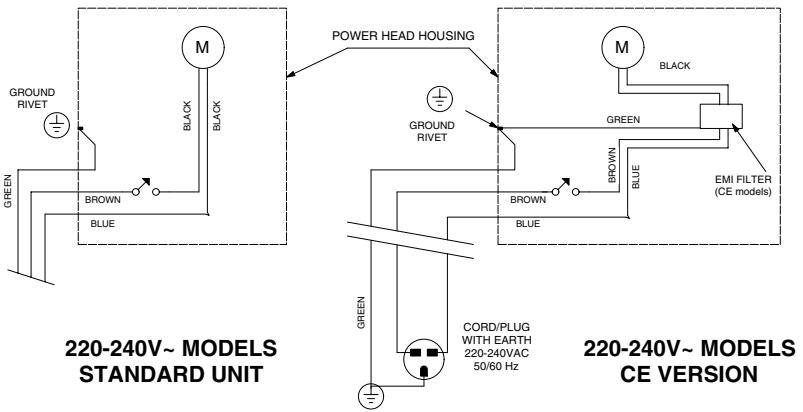 POWER HEAD HOUSING
M
BLACK
BLACK
GROUND
RIVET
GREEN
BROWN
BLUE
M
BLACK
GREEN
GROUND
RIVET
BROWN
BLUE
EMI FILTER
(CE models)
BROWN
BLUE
GREEN
CORD/PLUG
WITH EARTH
220-240VAC
50/60 Hz
220-240V~ MODELS
STANDARD UNIT
220-240V~ MODELS
CE VERSION